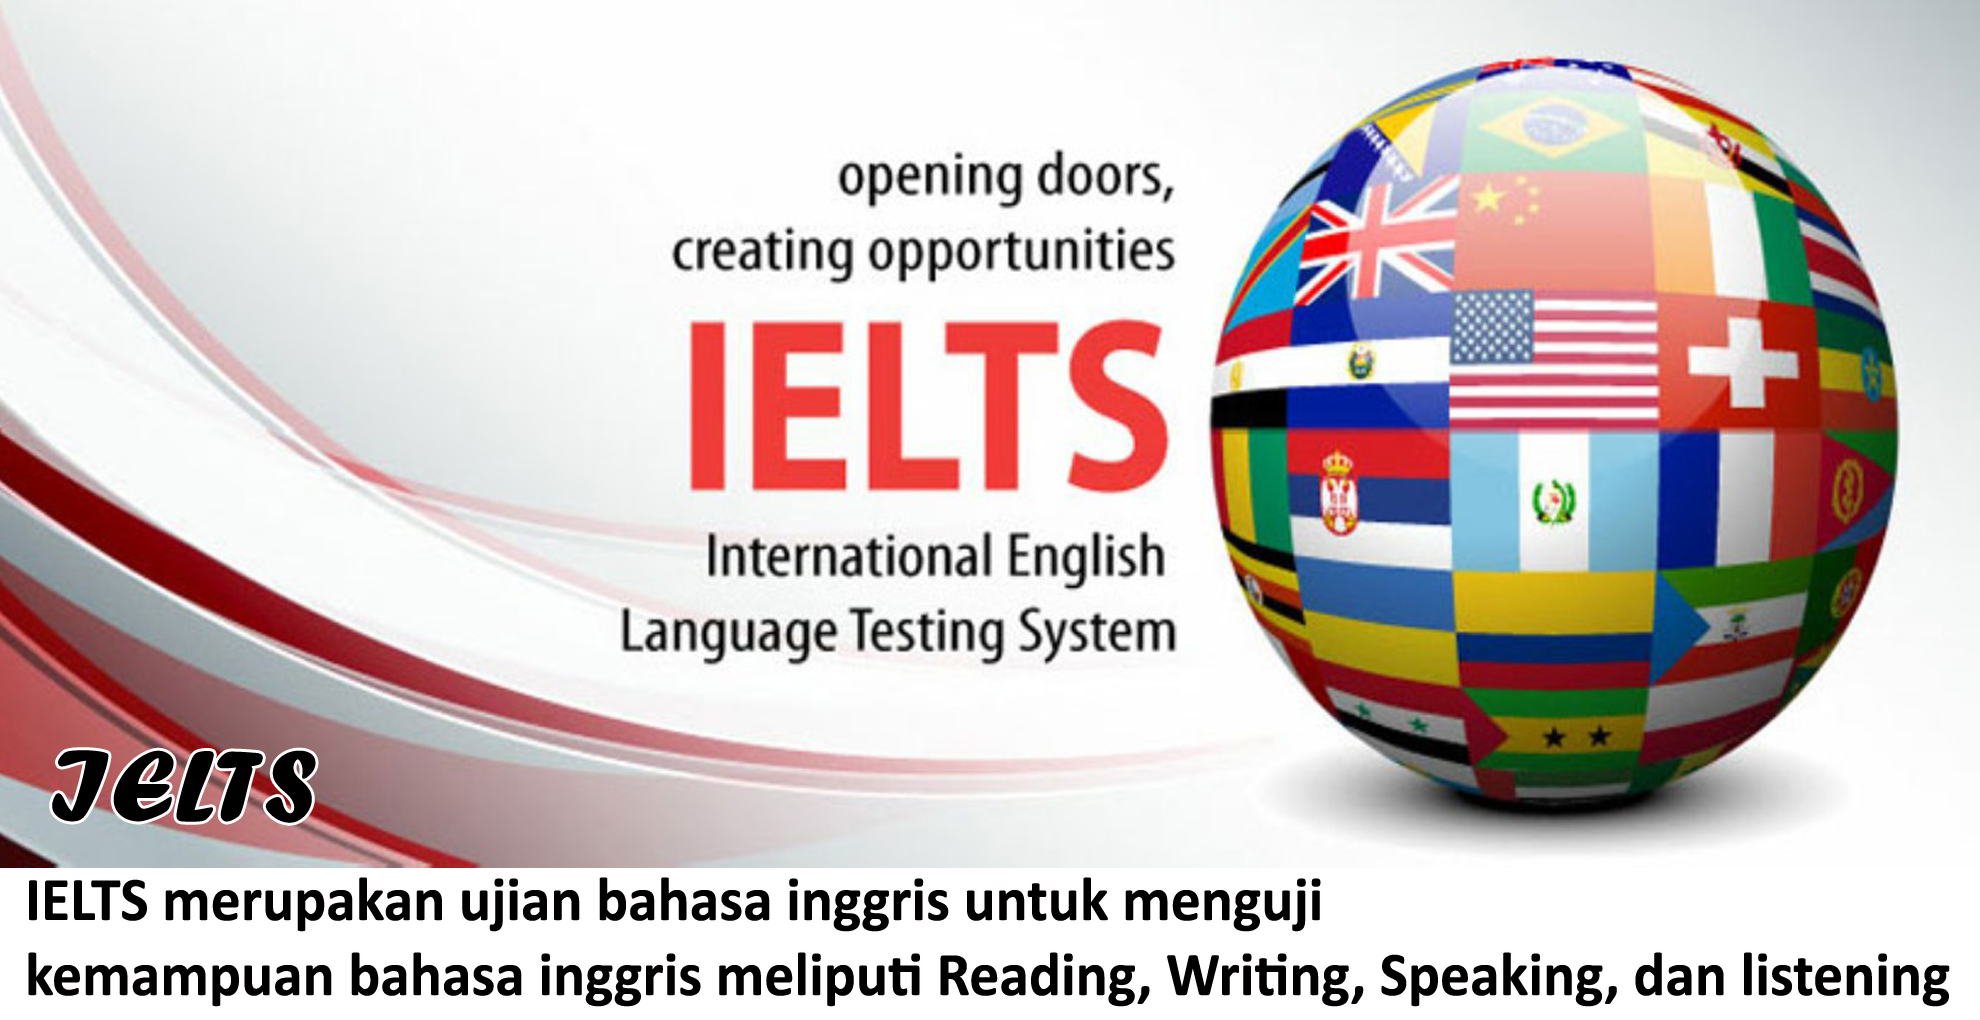 opening doors,
creating opportunities
IELTS
International English
Language Testing System
IELTS
IELTS merupakan ujian bahasa inggris untuk menguji
kemampuan bahasa inggris meliputi Reading, Writing, Speaking, dan listening